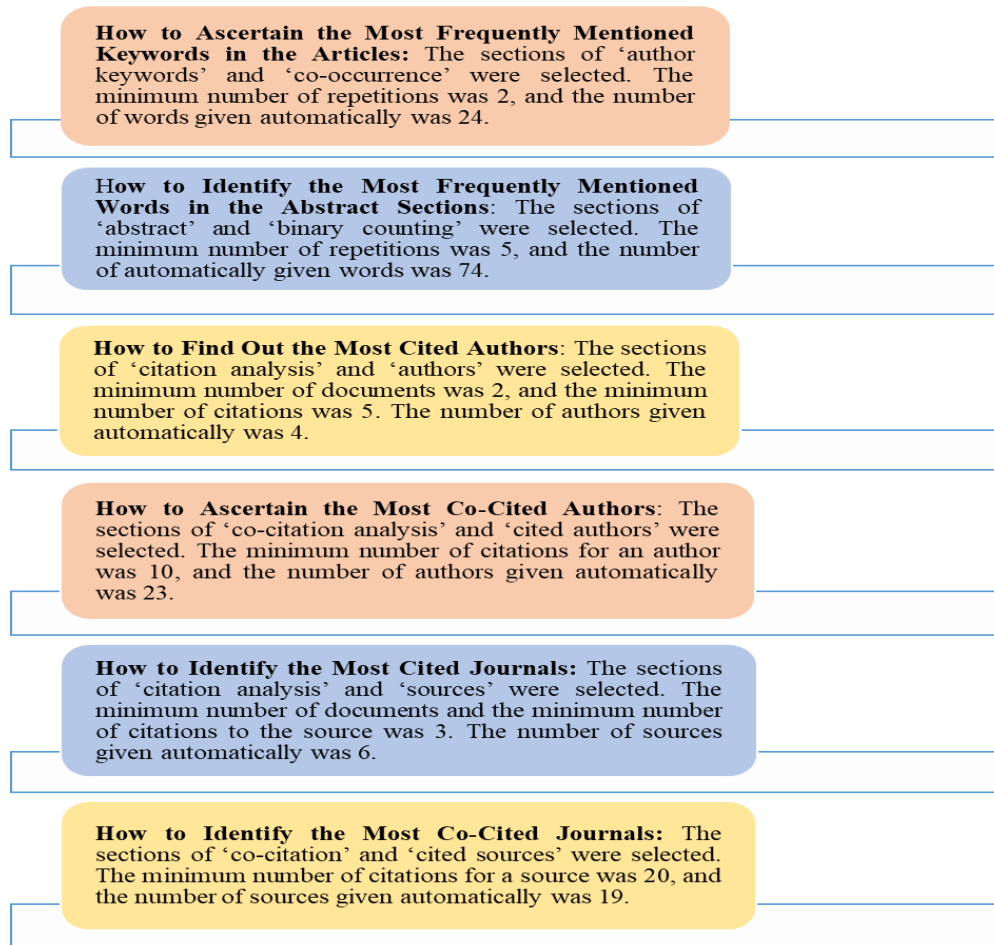 How to Ascertain the Most Frequently Mentioned
Keywords in the Articles: The sections of ‘author
keywords’ and ‘co-occurrence’ were selected. The
minimum number of repetitions was 2, and the number
of words given automatically was 24.
How to Identify the Most Frequently Mentioned
Words in the Abstract Sections: The sections of
‘abstract’ and ‘binary counting’ were selected. The
minimum number of repetitions was 5, and the number
of automatically given words was 74.
How to Find Out the Most Cited Authors: The sections
of ‘citation analysis’ and ‘authors’ were selected. The
minimum number of documents was 2, and the minimum
number of citations was 5. The number of authors given
automatically was 4.
How to Ascertain the Most Co-Cited Authors: The
sections of ‘co-citation analysis’ and ‘cited authors’ were
selected. The minimum number of citations for an author
was 10, and the number of authors given automatically
was 23.
How to Identify the Most Cited Journals: The sections
of ‘citation analysis’ and ‘sources’ were selected. The
minimum number of documents and the minimum number
of citations to the source was 3. The number of sources
given automatically was 6.
How to Identify the Most Co-Cited Journals: The
sections of ‘co-citation’ and ‘cited sources’ were selected.
The minimum number of citations for a source was 20, and
the number of sources given automatically was 19.